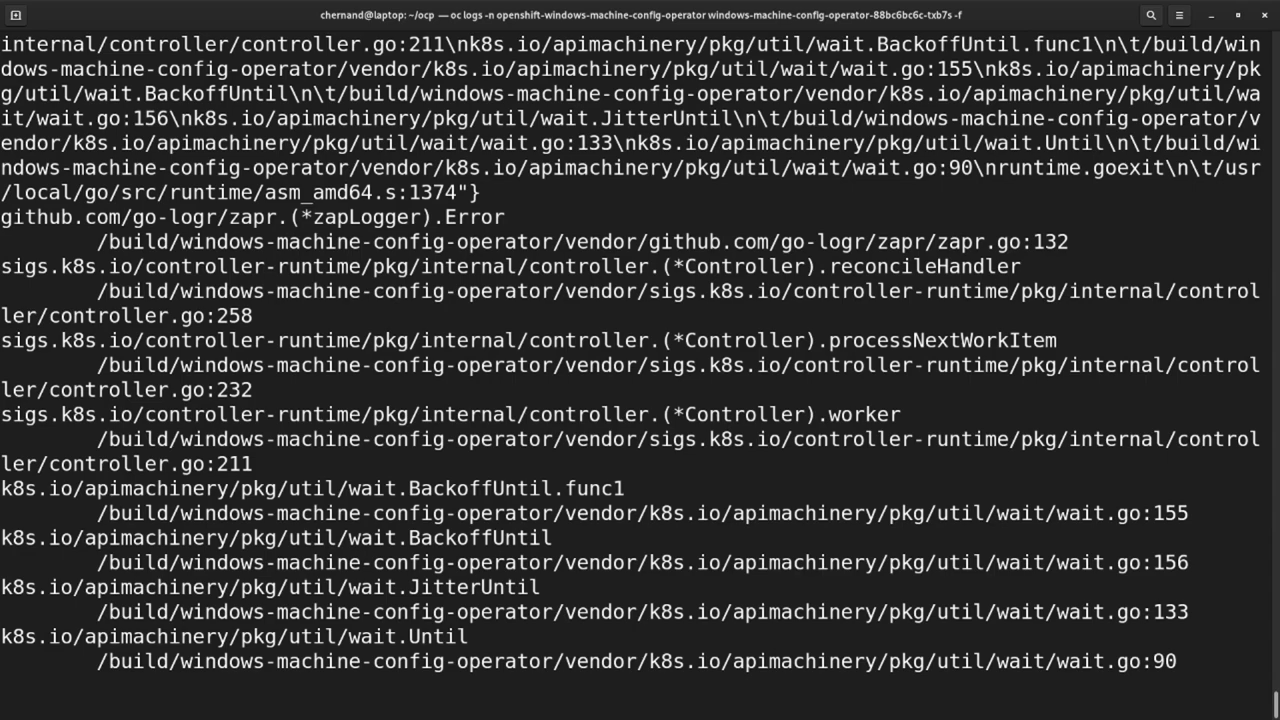 chernand@laptop: ~/ocp — oc logs -n openshift-windows-machine-config-operator windows-machine-config-operator-88bc6bc6c-txb7s -f
internal/controller/controller.go:211\nk8s.io/apimachinery/pkg/util/wait.BackoffUntil.func1\n\t/build/win
dows-machine-config-operator/vendor/k8s.io/apimachinery/pkg/util/wait/wait.go:155\nk8s.io/apimachinery/pk
g/util/wait.BackoffUntil\n\t/build/windows-machine-config-operator/vendor/k8s.io/apimachinery/pkg/util/wa
it/wait.go:156\nk8s.io/apimachinery/pkg/util/wait.JitterUntil\n\t/build/windows-machine-config-operator/v
endor/k8s.io/apimachinery/pkg/util/wait/wait.go:133\nk8s.io/apimachinery/pkg/util/wait.Until\n\t/build/wi
ndows-machine-config-operator/vendor/k8s.io/apimachinery/pkg/util/wait/wait.go:90\nruntime.goexit\n\t/usr
/local/go/src/runtime/asm_amd64.s:1374"}
github.com/go-logr/zapr.(*zapLogger).Error
        /build/windows-machine-config-operator/vendor/github.com/go-logr/zapr/zapr.go:132
sigs.k8s.io/controller-runtime/pkg/internal/controller.(*Controller).reconcileHandler
        /build/windows-machine-config-operator/vendor/sigs.k8s.io/controller-runtime/pkg/internal/control
ler/controller.go:258
sigs.k8s.io/controller-runtime/pkg/internal/controller.(*Controller).processNextWorkItem
        /build/windows-machine-config-operator/vendor/sigs.k8s.io/controller-runtime/pkg/internal/control
ler/controller.go:232
sigs.k8s.io/controller-runtime/pkg/internal/controller.(*Controller).worker
        /build/windows-machine-config-operator/vendor/sigs.k8s.io/controller-runtime/pkg/internal/control
ler/controller.go:211
k8s.io/apimachinery/pkg/util/wait.BackoffUntil.func1
        /build/windows-machine-config-operator/vendor/k8s.io/apimachinery/pkg/util/wait/wait.go:155
k8s.io/apimachinery/pkg/util/wait.BackoffUntil
        /build/windows-machine-config-operator/vendor/k8s.io/apimachinery/pkg/util/wait/wait.go:156
k8s.io/apimachinery/pkg/util/wait.JitterUntil
        /build/windows-machine-config-operator/vendor/k8s.io/apimachinery/pkg/util/wait/wait.go:133
k8s.io/apimachinery/pkg/util/wait.Until
        /build/windows-machine-config-operator/vendor/k8s.io/apimachinery/pkg/util/wait/wait.go:90